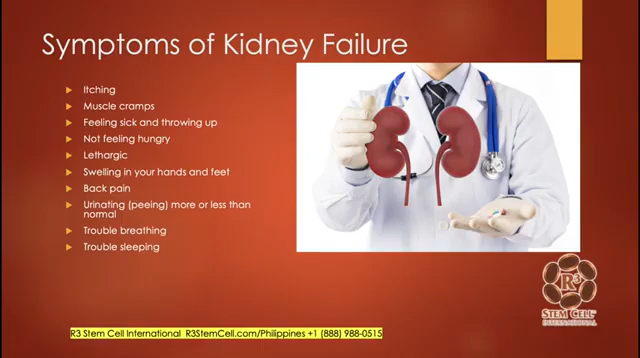 Symptoms of Kidney Failure
Itching
Muscle cramps
Feeling sick and throwing up
Not feeling hungry
Lethargic
Swelling in your hands and feet
Back pain
Urinating (peeing) more or less than
normal
Trouble breathing
Trouble sleeping
R3
STEM CELL
INTERNATIONAL
R3 Stem Cell International R3StemCell.com/Philippines +1 (888) 988-0515